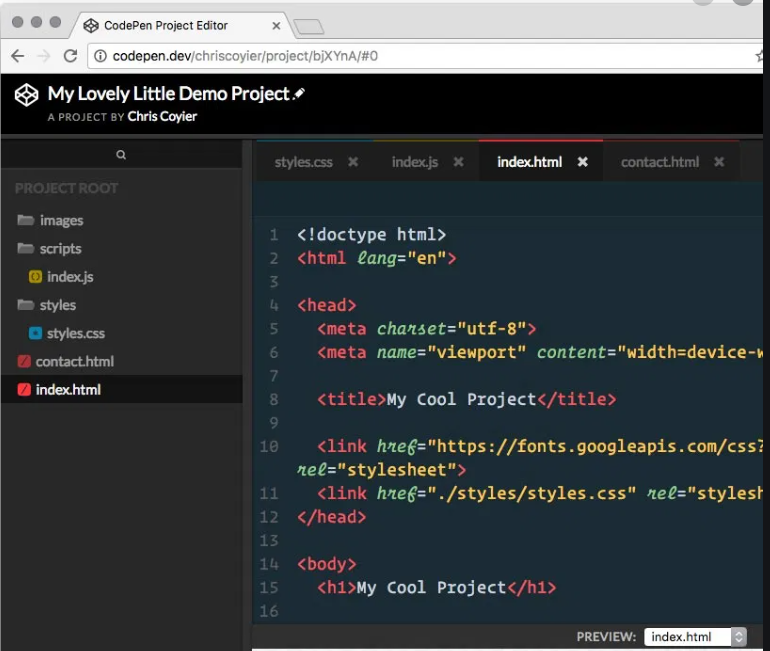 CodePen Project Editor
codepen.dev/chriscoyier/project/bjXYnA/#0
My Lovely Little Demo Project
A PROJECT BY Chris Coyier
PROJECT ROOT
images
scripts
index.js
styles
styles.css
contact.html
index.html
styles.css × index.js × index.html × contact.html ×
1 <!doctype html>
2 <html lang="en">
3
4 <head>
5 <meta charset="utf-8">
6 <meta name="viewport" content="width=device-w
7
8 <title>My Cool Project</title>
9
10 <link href="https://fonts.googleapis.com/css?
rel="stylesheet">
11 <link href="./styles/styles.css" rel="stylesh
12 </head>
13
14 <body>
15 <h1>My Cool Project</h1>
16
PREVIEW: index.html